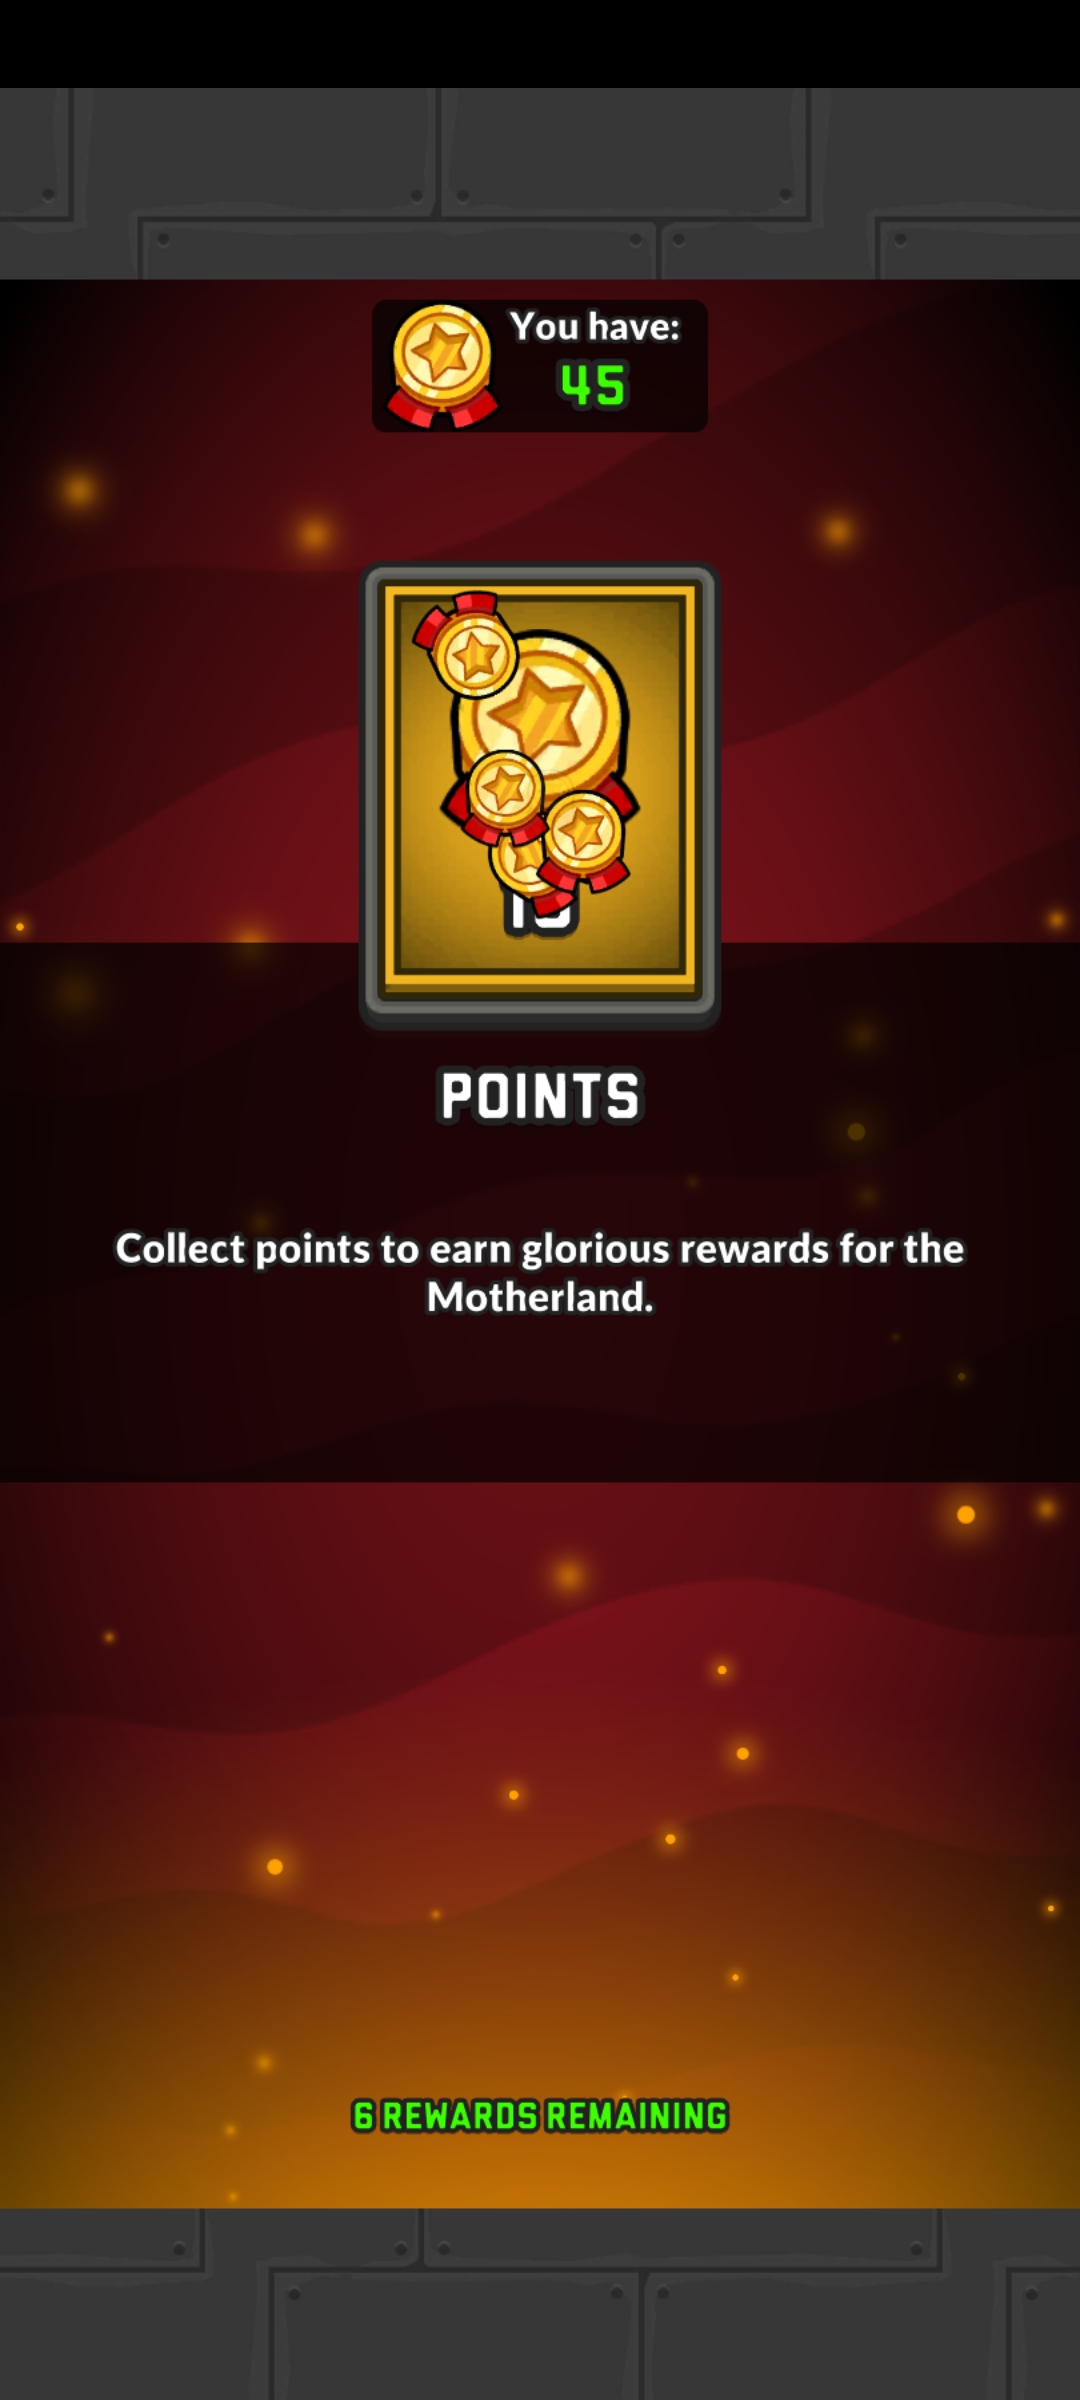 You have:
45
POINTS
Collect points to earn glorious rewards for the
Motherland.
6 REWARDS REMAINING